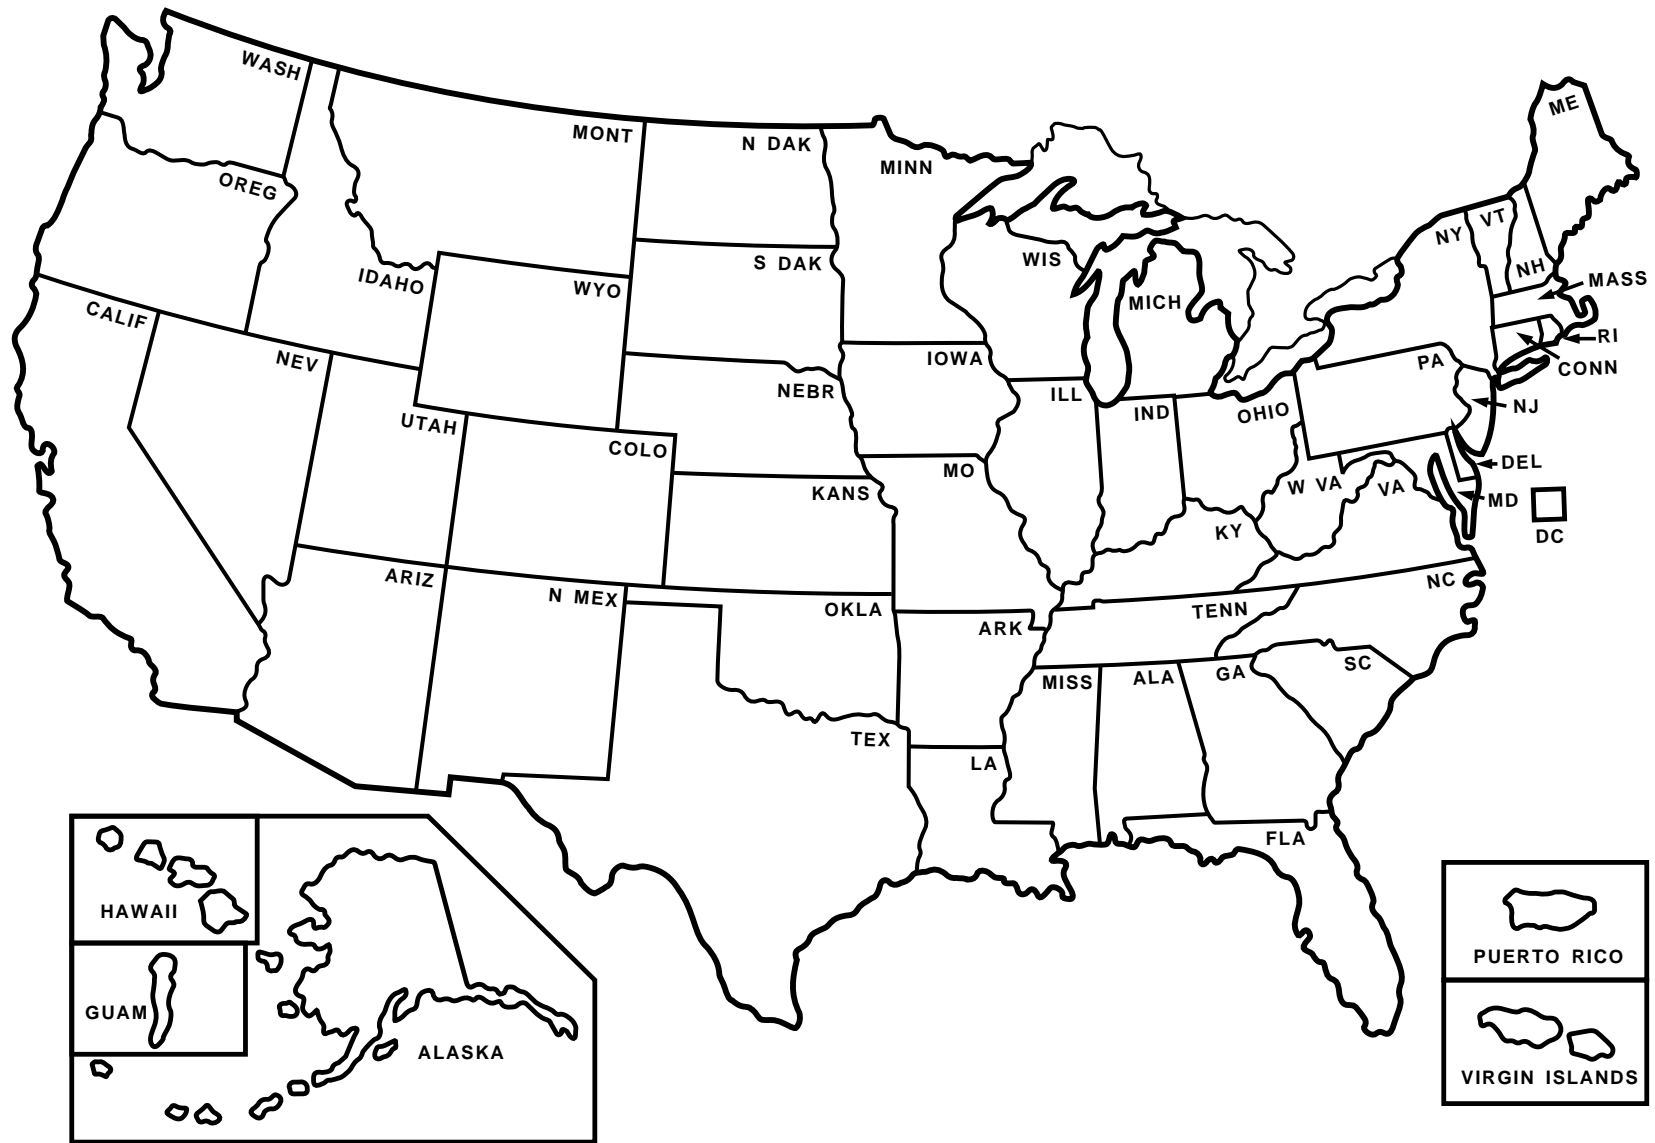 WASH
MONT
N DAK
MINN
ME
OREG
VT
NY
NH
IDAHO
WYO
S DAK
WIS
MICH
MASS
CALIF
NEV
RI
CONN
IOWA
PA
NEBR
ILL
IND
OHIO
NJ
UTAH
COLO
MO
DEL
KANS
W VA
VA
MD
DC
KY
ARIZ
N MEX
OKLA
ARK
TENN
NC
MISS
ALA
GA
SC
TEX
LA
FLA
HAWAII
GUAM
ALASKA
PUERTO RICO
VIRGIN ISLANDS